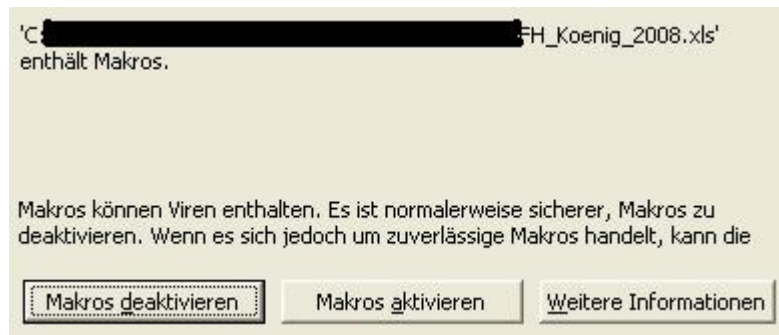 'C: FH_Koenig_2008.xls'
enthält Makros.
Makros können Viren enthalten. Es ist normalerweise sicherer, Makros zu
deaktivieren. Wenn es sich jedoch um zuverlässige Makros handelt, kann die
Makros deaktivieren
Makros aktivieren
Weitere Informationen